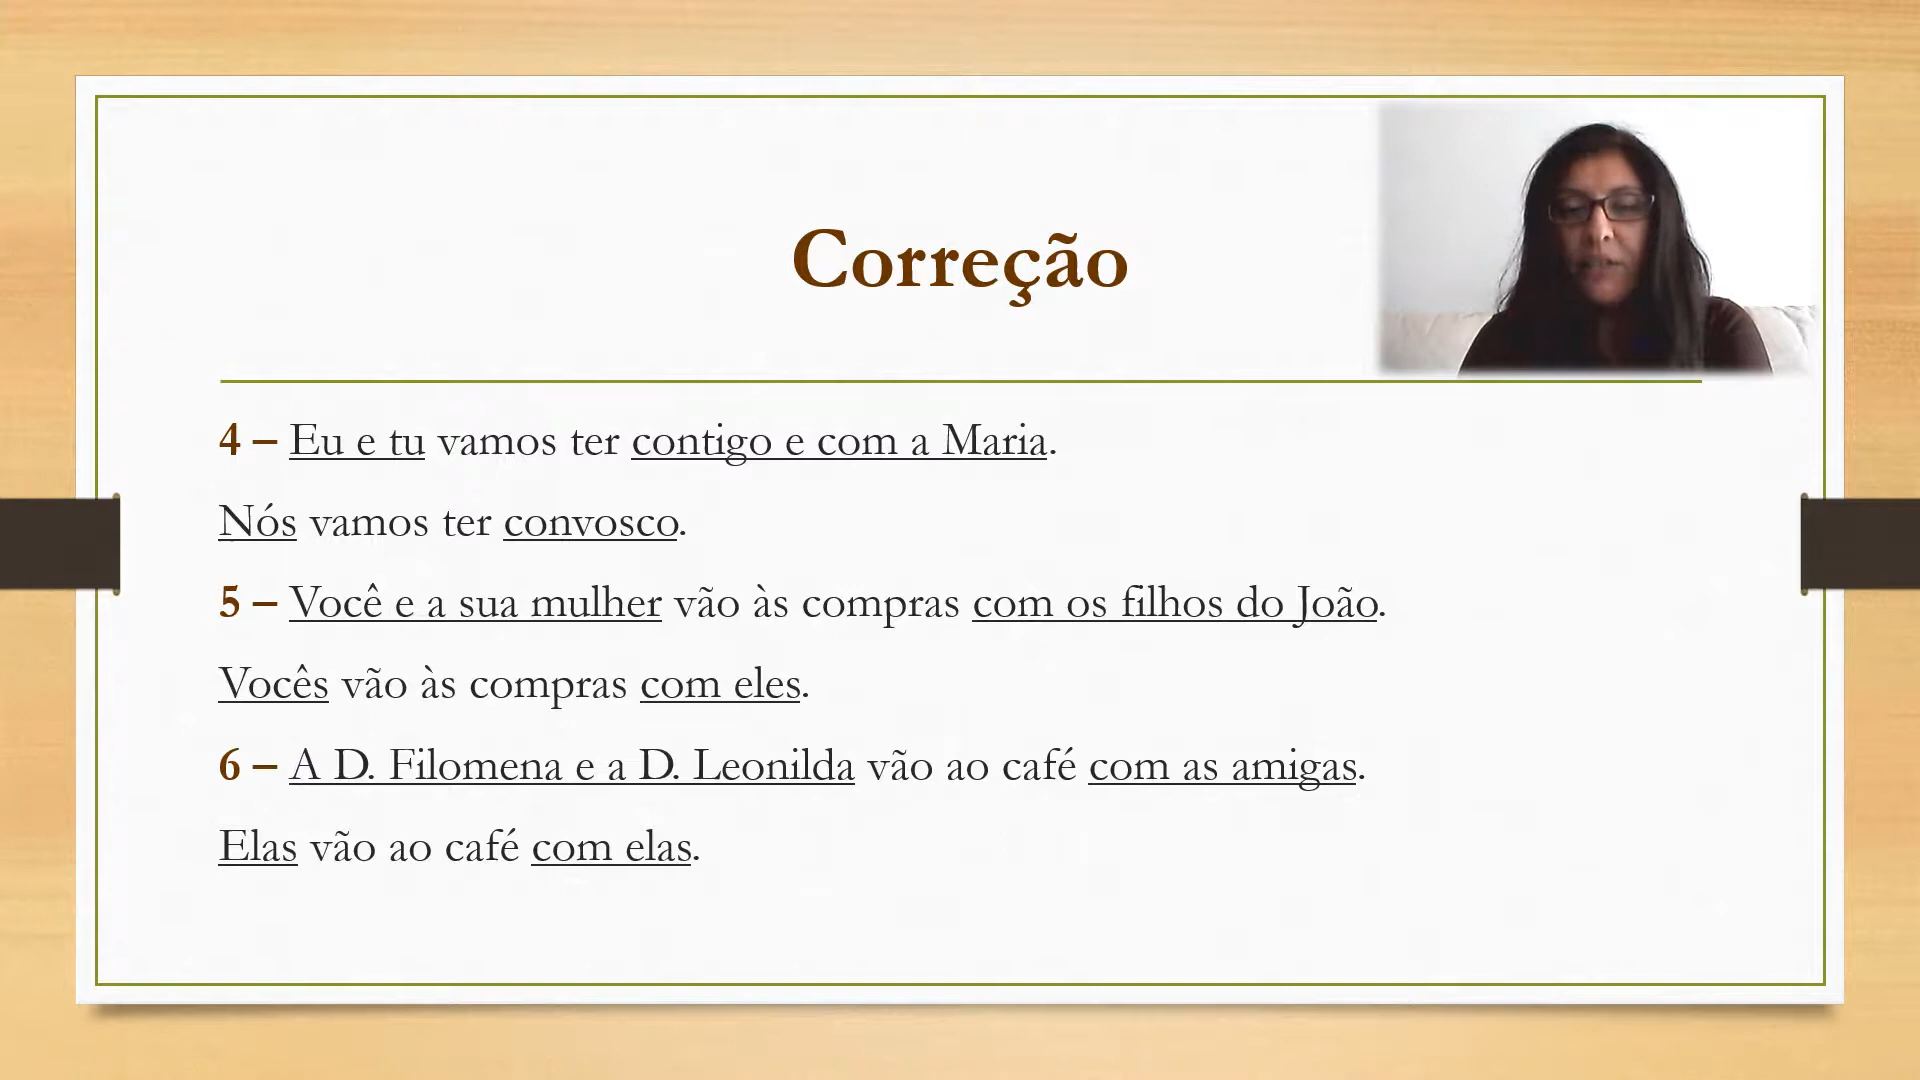 Correção
4 – Eu e tu vamos ter contigo e com a Maria.
Nós vamos ter convosco.
5 – Você e a sua mulher vão às compras com os filhos do João.
Vocês vão às compras com eles.
6 – A D. Filomena e a D. Leonilda vão ao café com as amigas.
Elas vão ao café com elas.